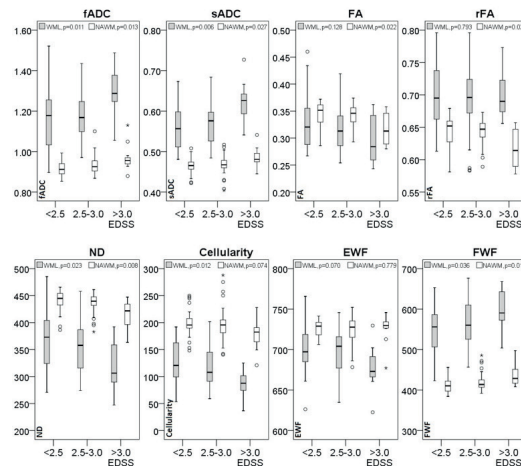 fADC
WML, p=0.011 NAWM, p=0.013
1.60
1.40
1.20
1.00
0.80
fADC
<2.5 2.5-3.0 >3.0
EDSS
sADC
WML, p=0.006 NAWM, p=0.027
0.80
0.70
0.60
0.50
0.40
sADC
<2.5 2.5-3.0 >3.0
EDSS
FA
WML, p=0.128 NAWM, p=0.022
0.50
0.45
0.40
0.35
0.30
0.25
0.20
FA
<2.5 2.5-3.0 >3.0
EDSS
rFA
WML, p=0.793 NAWM, p=0.02
0.80
0.75
0.70
0.65
0.60
0.55
0.50
rFA
<2.5 2.5-3.0 >3.0
EDSS
ND
WML, p=0.023 NAWM, p=0.008
500
450
400
350
300
250
200
ND
<2.5 2.5-3.0 >3.0
EDSS
Cellularity
WML, p=0.012 NAWM, p=0.074
300
250
200
150
100
50
0
Cellularity
<2.5 2.5-3.0 >3.0
EDSS
EWF
WML, p=0.070 NAWM, p=0.779
800
750
700
650
600
EWF
<2.5 2.5-3.0 >3.0
EDSS
FWF
WML, p=0.036 NAWM, p=0.01
700
600
500
400
300
FWF
<2.5 2.5-3.0 >3.0
EDSS